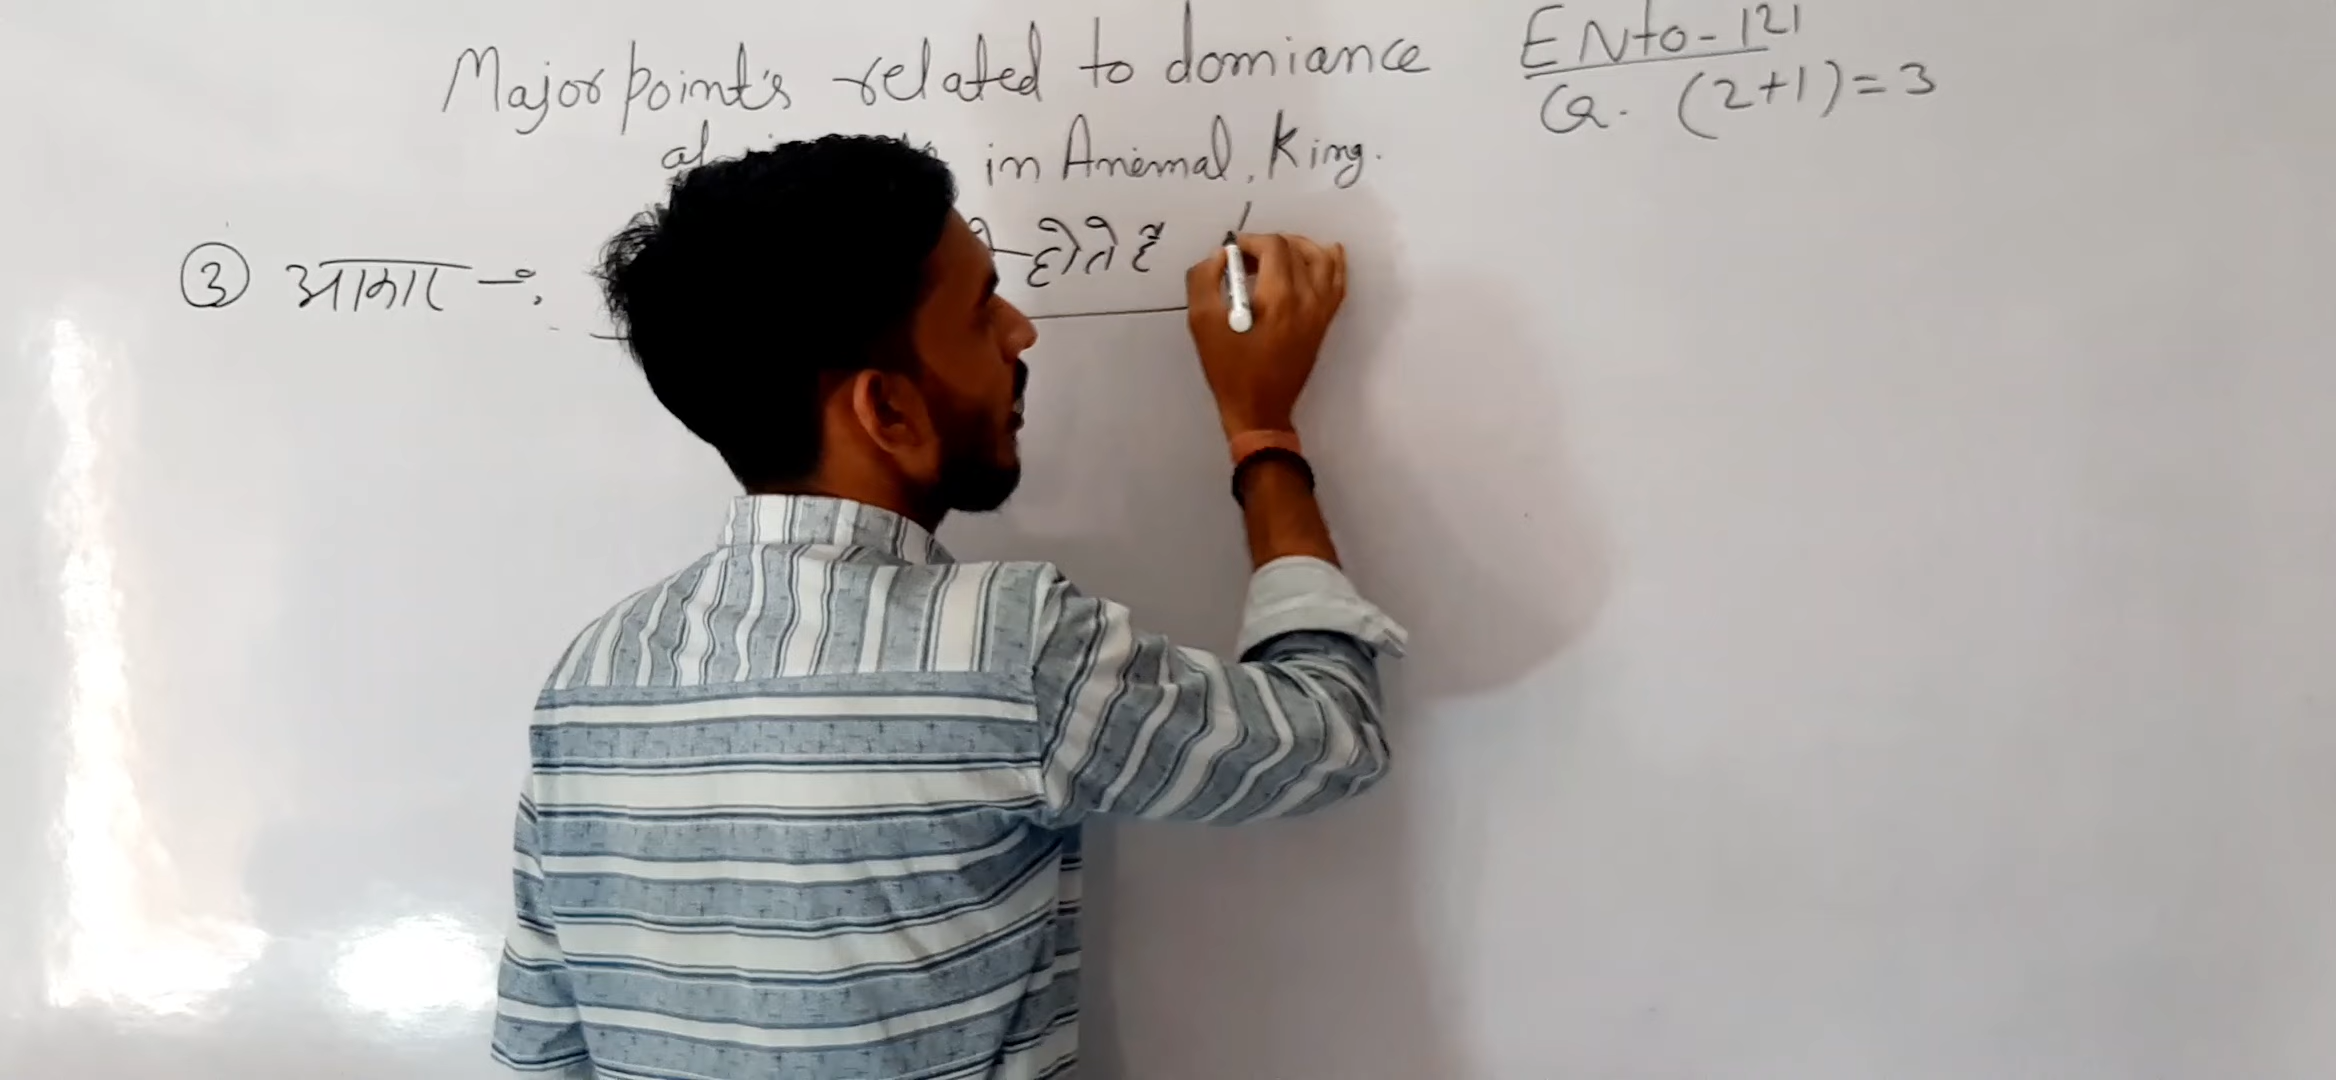 Major point's related to domiance
in Animal, King.
ENto-121
Q. (2+1)=3
③ आकार -:.
होते है